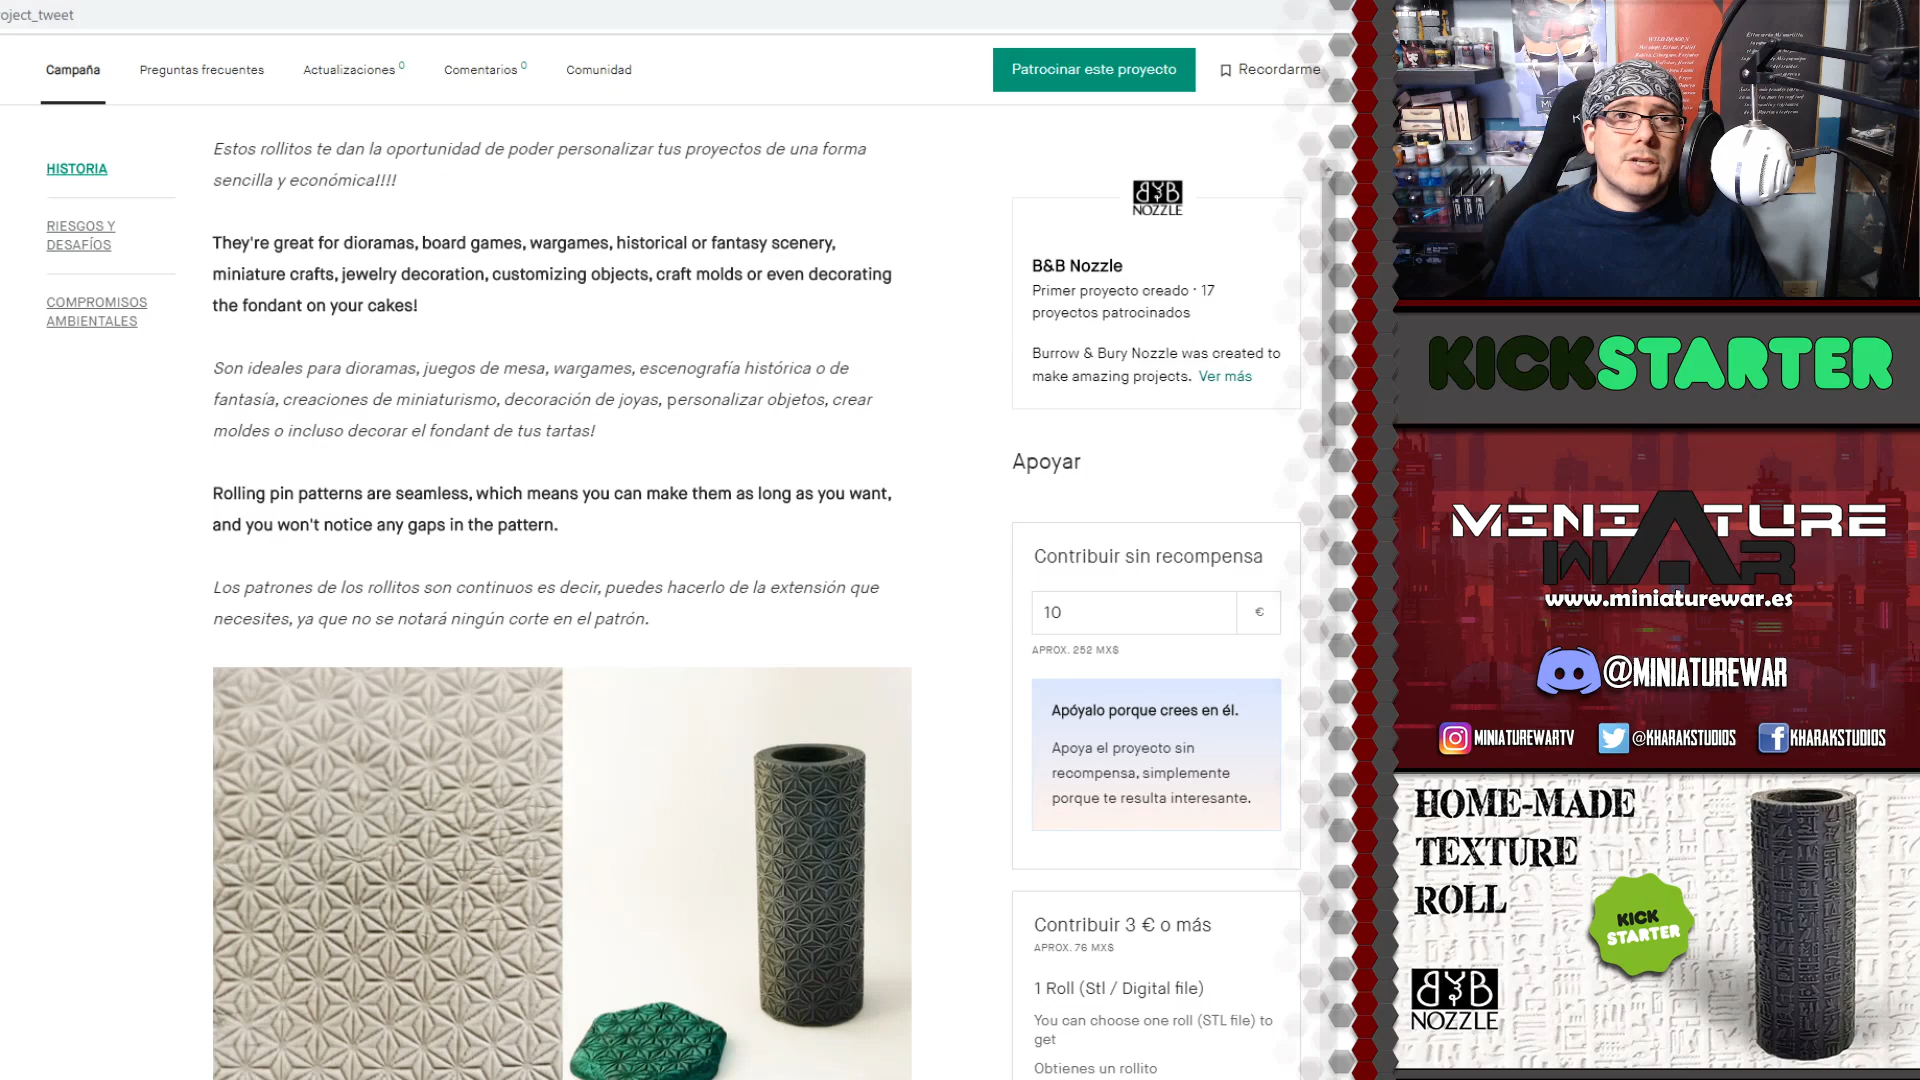 oject_tweet
Campaña
Preguntas frecuentes
Actualizaciones 0
Comentarios 0
Comunidad
Patrocinar este proyecto
Recordarme
HISTORIA
RIESGOS Y
DESAFÍOS
COMPROMISOS
AMBIENTALES
Estos rollitos te dan la oportunidad de poder personalizar tus proyectos de una forma
sencilla y económica!!!!
They're great for dioramas, board games, wargames, historical or fantasy scenery,
miniature crafts, jewelry decoration, customizing objects, craft molds or even decorating
the fondant on your cakes!
Son ideales para dioramas, juegos de mesa, wargames, escenografía histórica o de
fantasía, creaciones de miniaturismo, decoración de joyas, personalizar objetos, crear
moldes o incluso decorar el fondant de tus tartas!
Rolling pin patterns are seamless, which means you can make them as long as you want,
and you won't notice any gaps in the pattern.
Los patrones de los rollitos son continuos es decir, puedes hacerlo de la extensión que
necesites, ya que no se notará ningún corte en el patrón.
BYB
NOZZLE
B&B Nozzle
Primer proyecto creado · 17
proyectos patrocinados
Burrow & Bury Nozzle was created to
make amazing projects. Ver más
Apoyar
Contribuir sin recompensa
10 €
APROX. 252 MX$
Apóyalo porque crees en él.
Apoya el proyecto sin
recompensa, simplemente
porque te resulta interesante.
Contribuir 3 € o más
APROX. 76 MX$
1 Roll (Stl / Digital file)
You can choose one roll (STL file) to
get
Obtienes un rollito
KICKSTARTER
MINIATURE
WAR
www.miniaturewar.es
@MINIATUREWAR
MINIATUREWARTV
@KHARAKSTUDIOS
KHARAKSTUDIOS
HOME-MADE
TEXTURE
ROLL
KICK
STARTER
BYB
NOZZLE